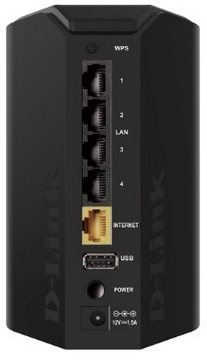 WPS
1
2
LAN
3
4
INTERNET
USB
POWER
12V⎓1.5A
D-Link
D-Link